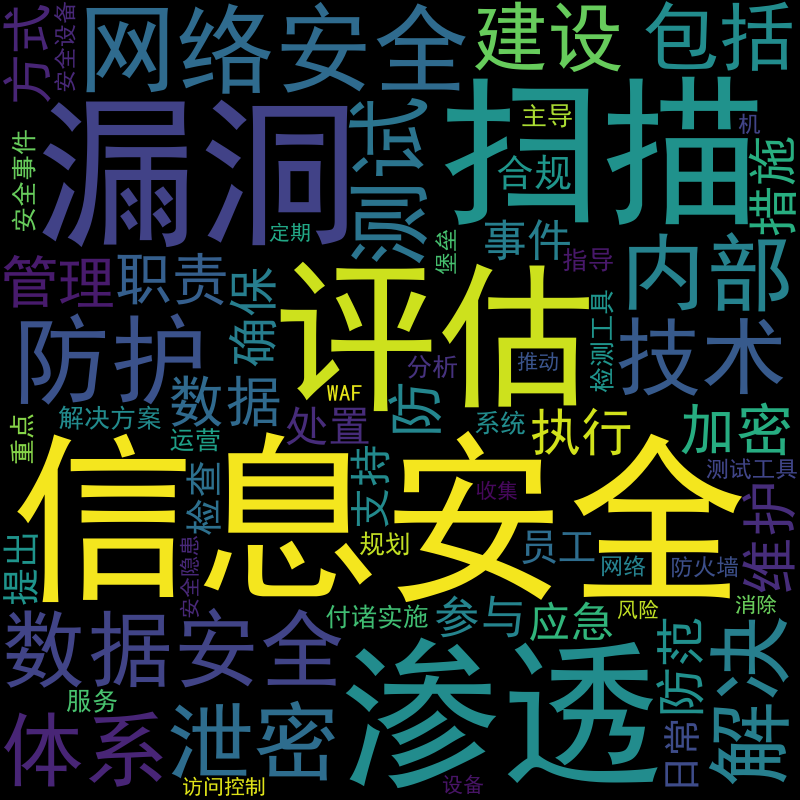 方式
安全设备
网络安全
建设
包括
漏洞
测试
扫描
主导
机
措施
合规
安全事件
定期
堡垒
事件
指导
管理
职责
确保
评估
内部
防护
数据
分析
推动
检测工具
技术
WAF
防
解决方案
处置
系统
执行
加密
重点
运营
信息安全
检查
支持
收集
测试工具
维护
提出
安全隐患
规划
员工
网络
防火墙
数据安全
付诸实施
参与
应急
风险
消除
防范
解决
服务
体系
泄密
渗透
日常
访问控制
设备